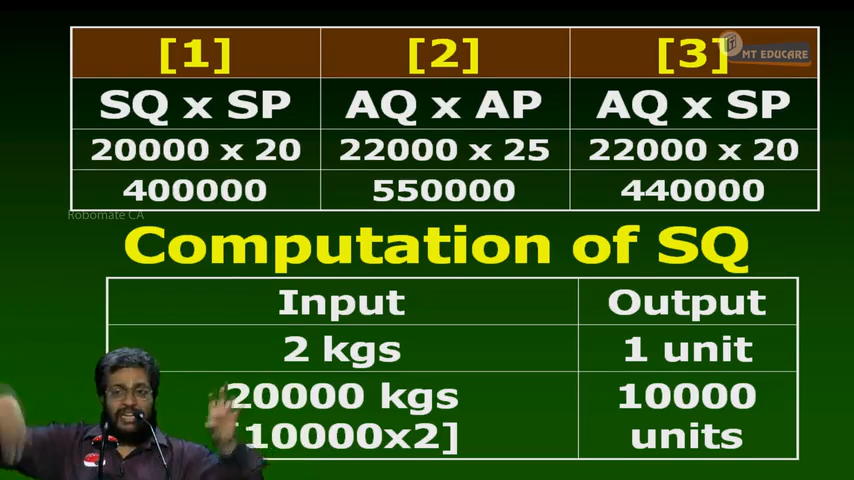 [1] [2] [3]
MT EDUCARE
SQ x SP AQ x AP AQ x SP
20000 x 20 22000 x 25 22000 x 20
400000 550000 440000
Robomate CA
Computation of SQ
Input Output
2 kgs 1 unit
20000 kgs 10000
[10000x2] units